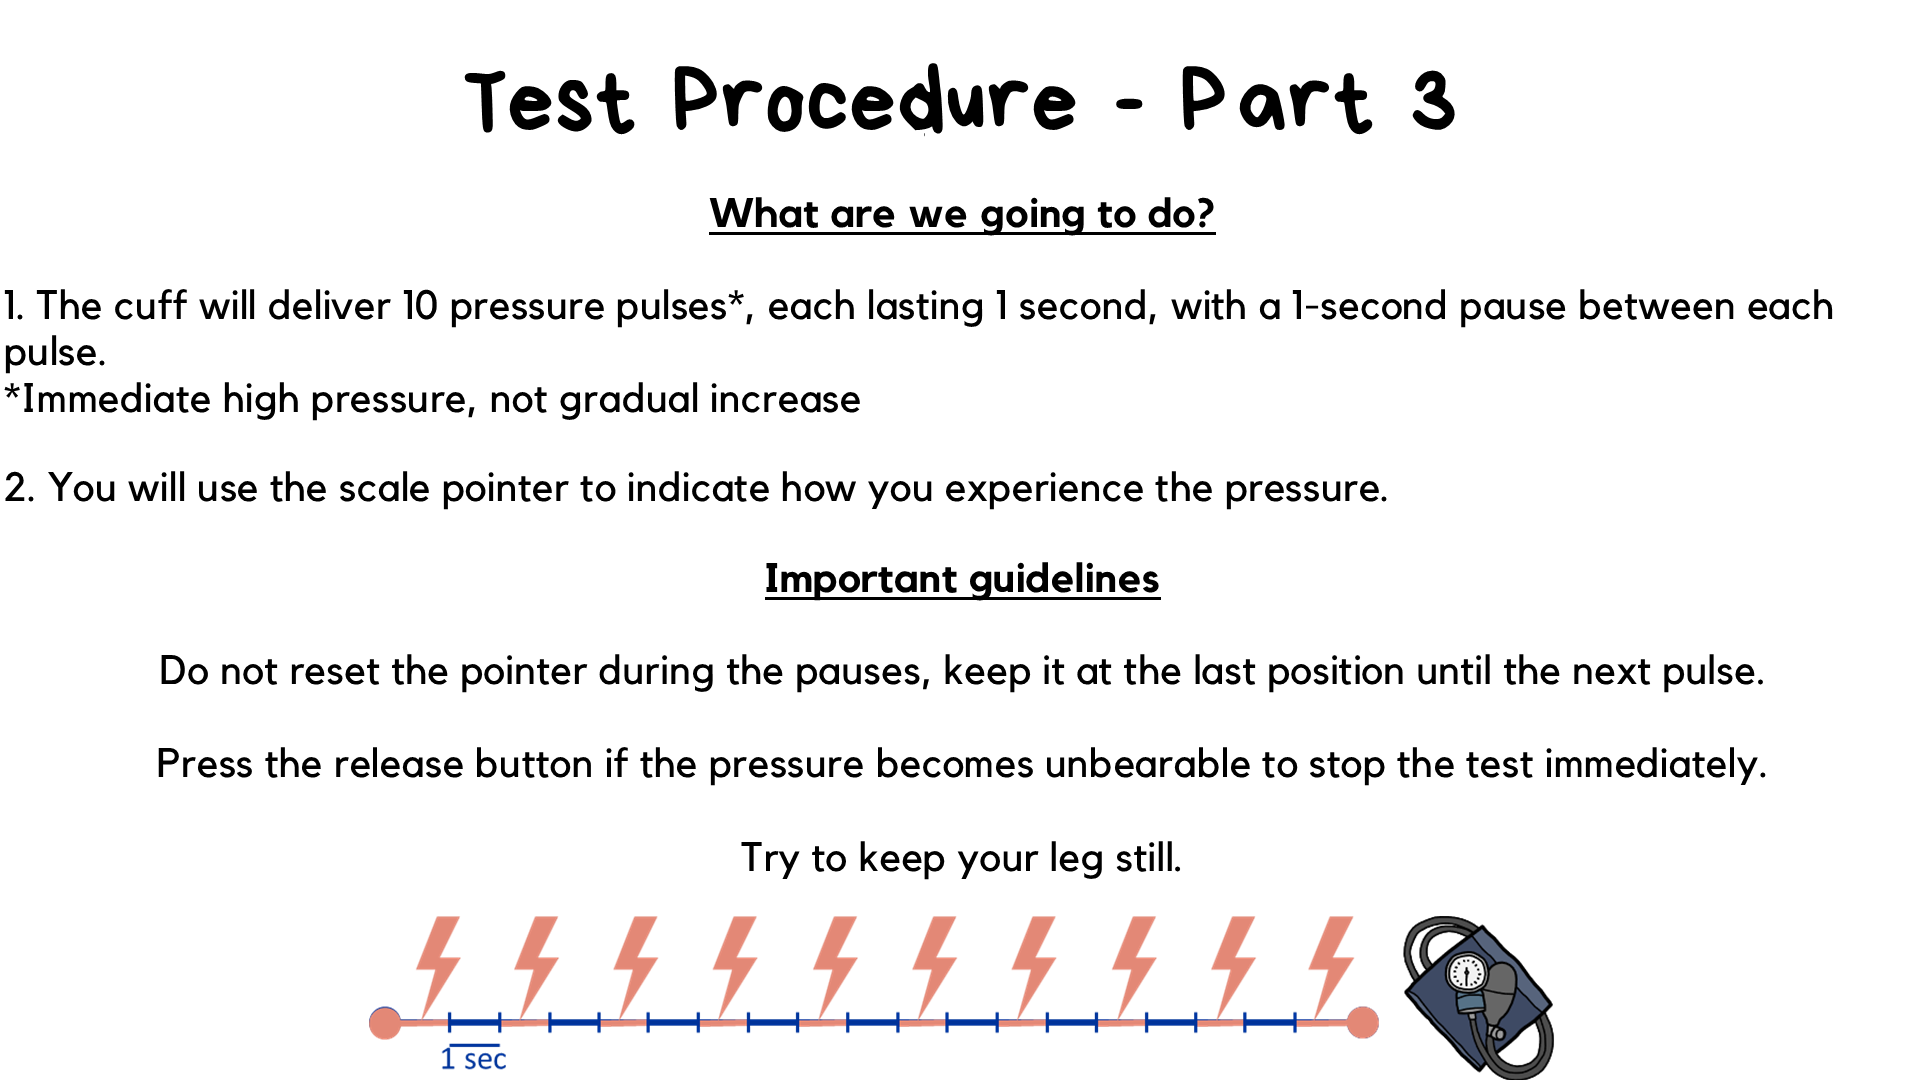 Test Procedure - Part 3
What are we going to do?
1. The cuff will deliver 10 pressure pulses*, each lasting 1 second, with a 1-second pause between each
pulse.
*Immediate high pressure, not gradual increase
2. You will use the scale pointer to indicate how you experience the pressure.
Important guidelines
Do not reset the pointer during the pauses, keep it at the last position until the next pulse.
Press the release button if the pressure becomes unbearable to stop the test immediately.
Try to keep your leg still.
1 sec